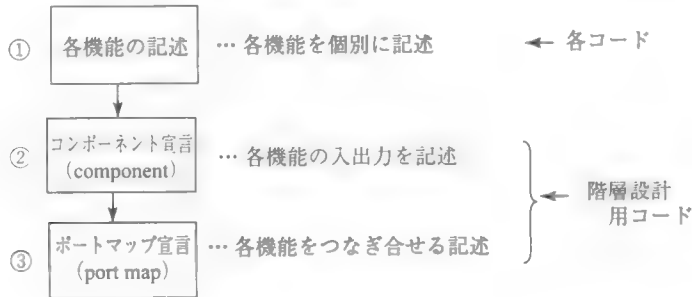 ① 各機能の記述 … 各機能を個別に記述 ← 各コード
② コンポーネント宣言 (component) … 各機能の入出力を記述
階層設計
用コード
③ ポートマップ宣言 (port map) … 各機能をつなぎ合せる記述